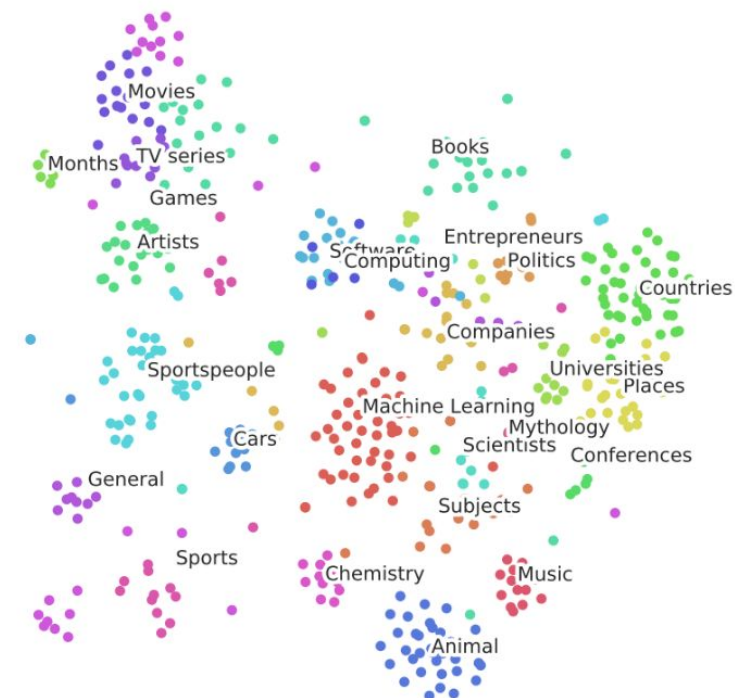 Movies
Books
TV series
Months
Games
Entrepreneurs
Artists
Software
Computing
Politics
Countries
Companies
Universities
Sportspeople
Places
Machine Learning
Mythology
Cars
Scientists
Conferences
General
Subjects
Sports
Chemistry
Music
Animal